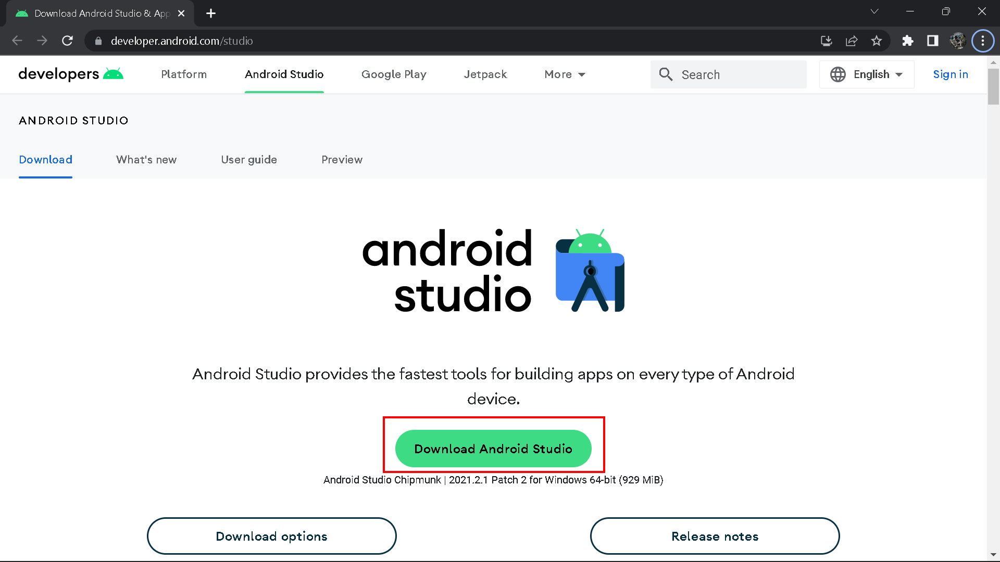 Download Android Studio & App
developer.android.com/studio
developers
Platform
Android Studio
Google Play
Jetpack
More
Search
English
Sign in
ANDROID STUDIO
Download
What's new
User guide
Preview
android
studio
Android Studio provides the fastest tools for building apps on every type of Android
device.
Download Android Studio
Android Studio Chipmunk | 2021.2.1 Patch 2 for Windows 64-bit (929 MiB)
Download options
Release notes